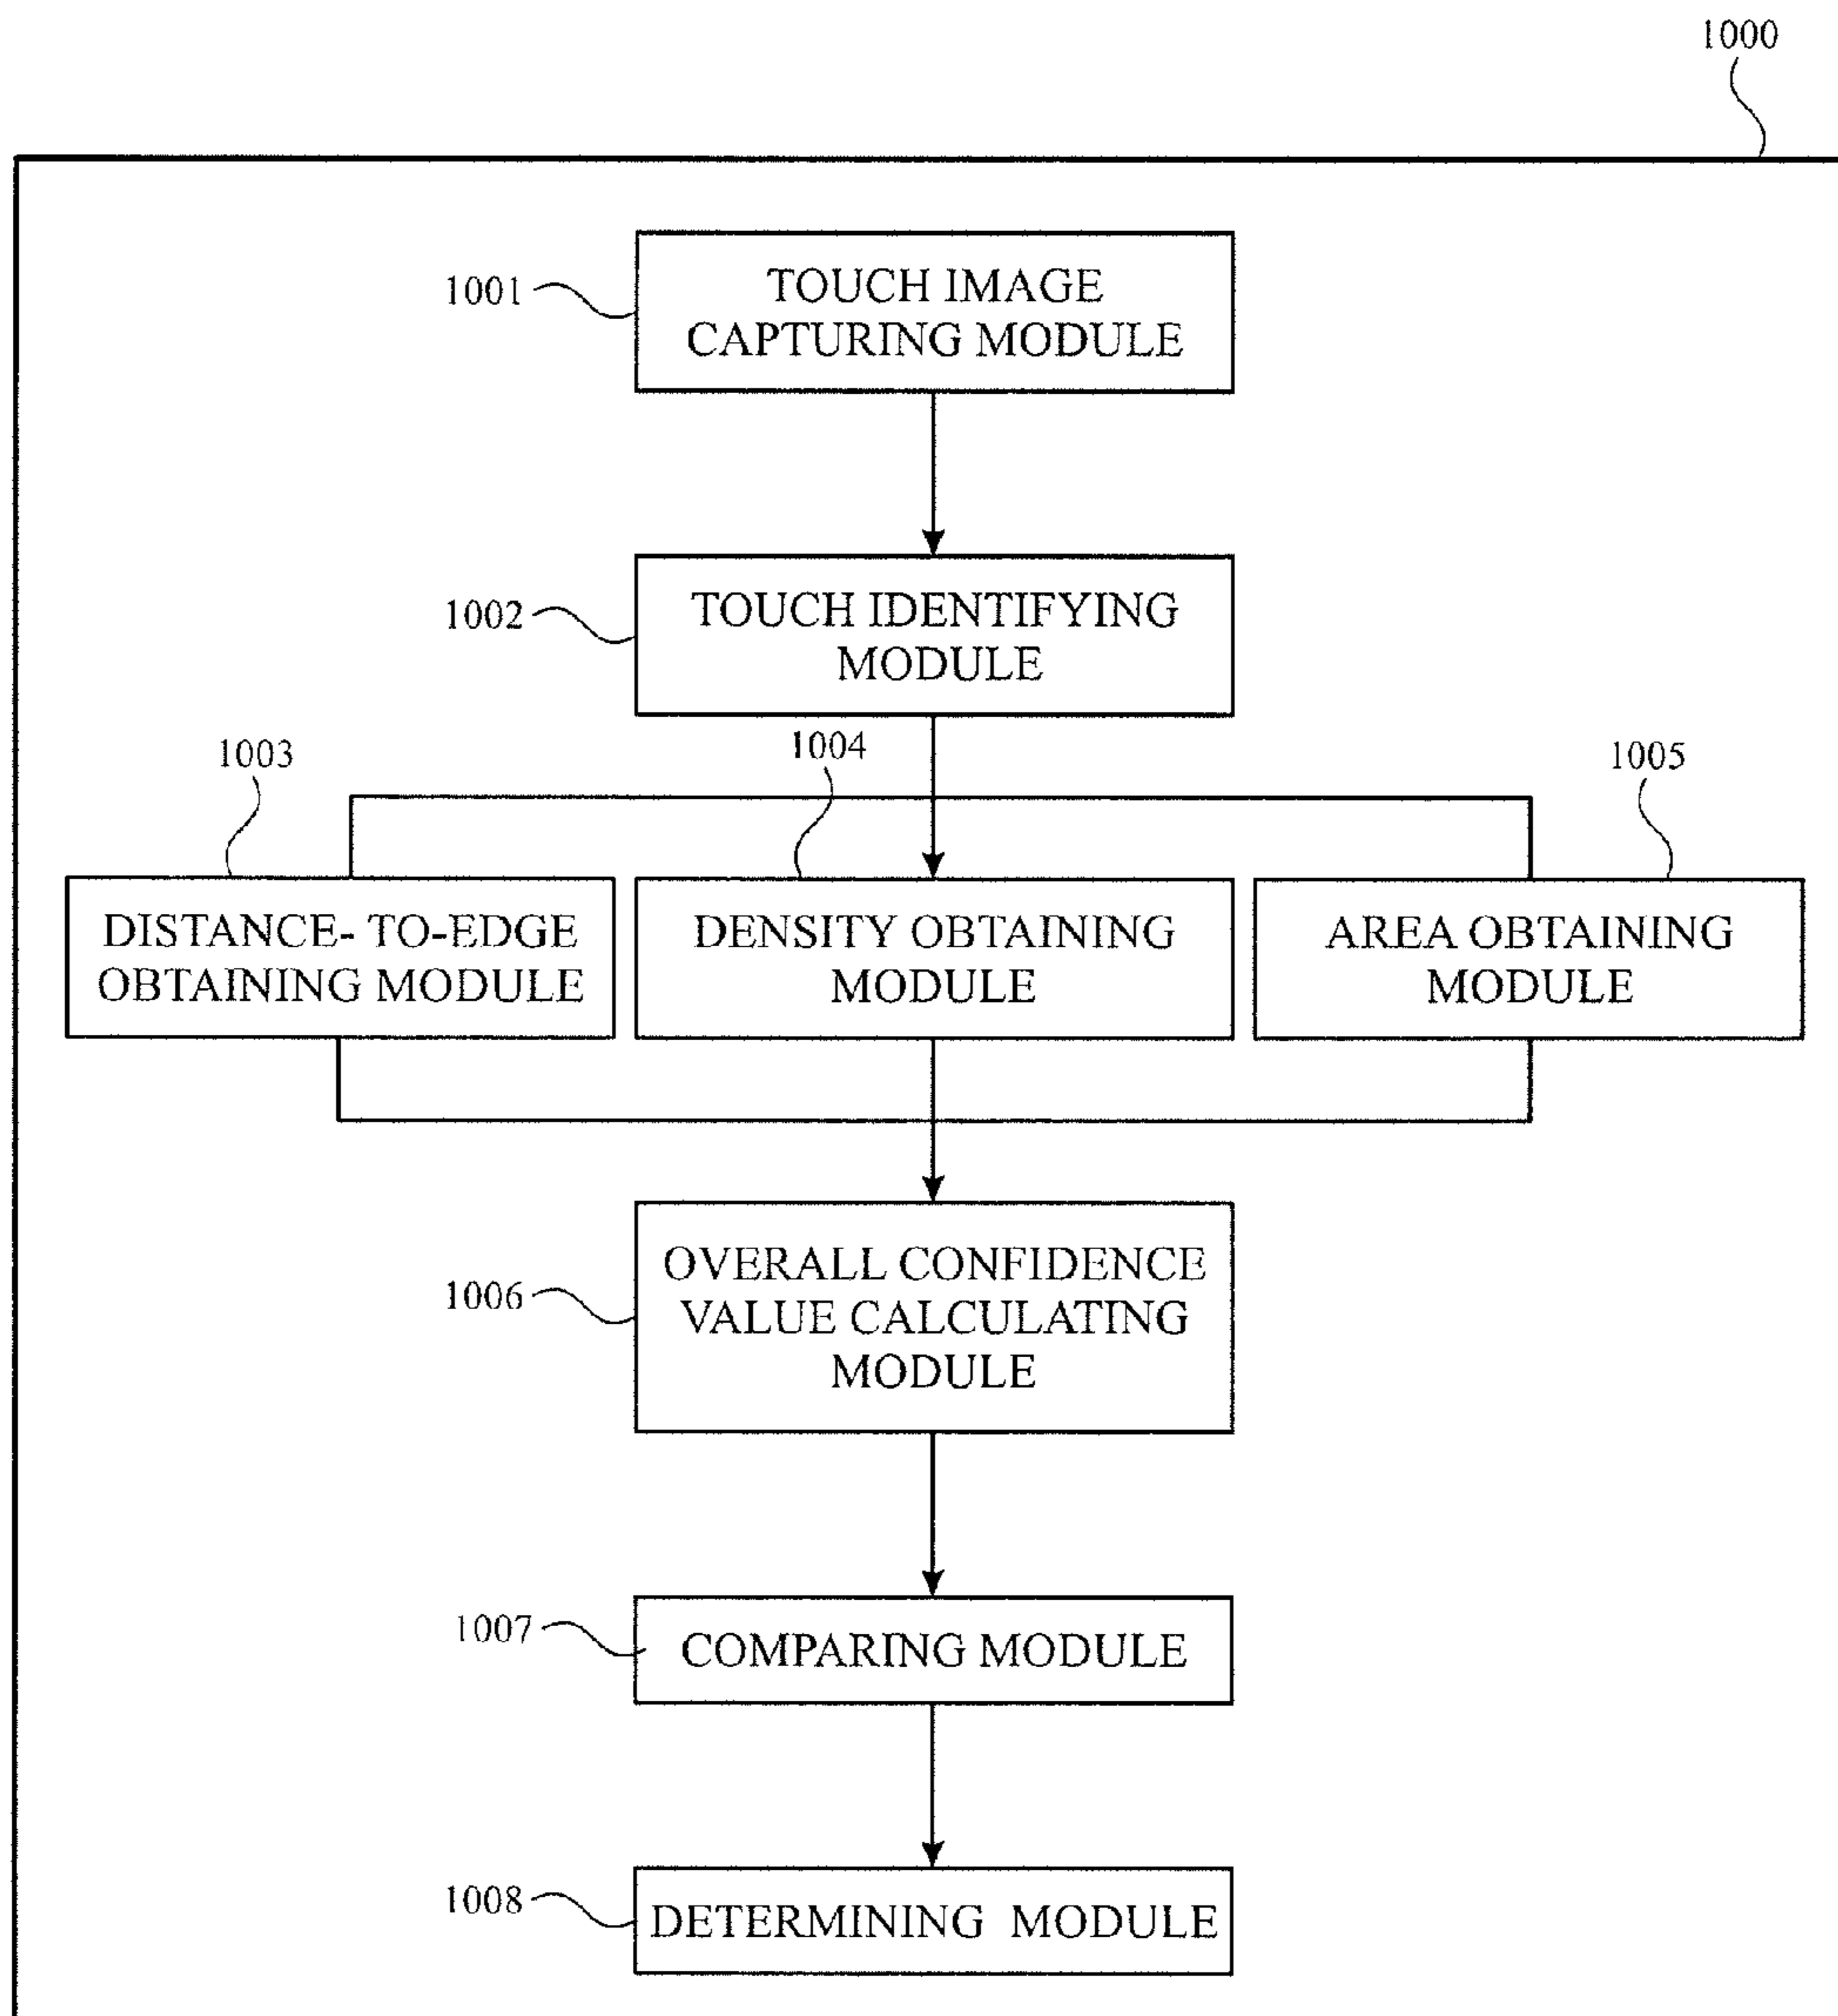 1000
1001
TOUCH IMAGE
CAPTURING MODULE
1002
TOUCH IDENTIFYING
MODULE
1003
1004
1005
DISTANCE- TO-EDGE
OBTAINING MODULE
DENSITY OBTAINING
MODULE
AREA OBTAINING
MODULE
1006
OVERALL CONFIDENCE
VALUE CALCULATING
MODULE
1007
COMPARING MODULE
1008
DETERMINING MODULE